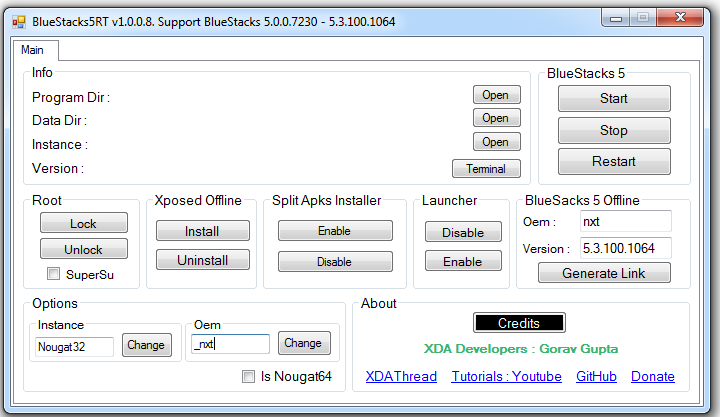 BlueStacks5RT v1.0.0.8. Support BlueStacks 5.0.0.7230 - 5.3.100.1064
Main
Info
Program Dir : Open
Data Dir : Open
Instance : Open
Version : Terminal
BlueStacks 5
Start
Stop
Restart
Root
Lock
Unlock
SuperSu
Xposed Offline
Install
Uninstall
Split Apks Installer
Enable
Disable
Launcher
Disable
Enable
BlueSacks 5 Offline
Oem : nxt
Version : 5.3.100.1064
Generate Link
Options
Instance
Nougat32 Change
Oem
_nxt Change
Is Nougat64
About
Credits
XDA Developers : Gorav Gupta
XDAThread Tutorials : Youtube GitHub Donate